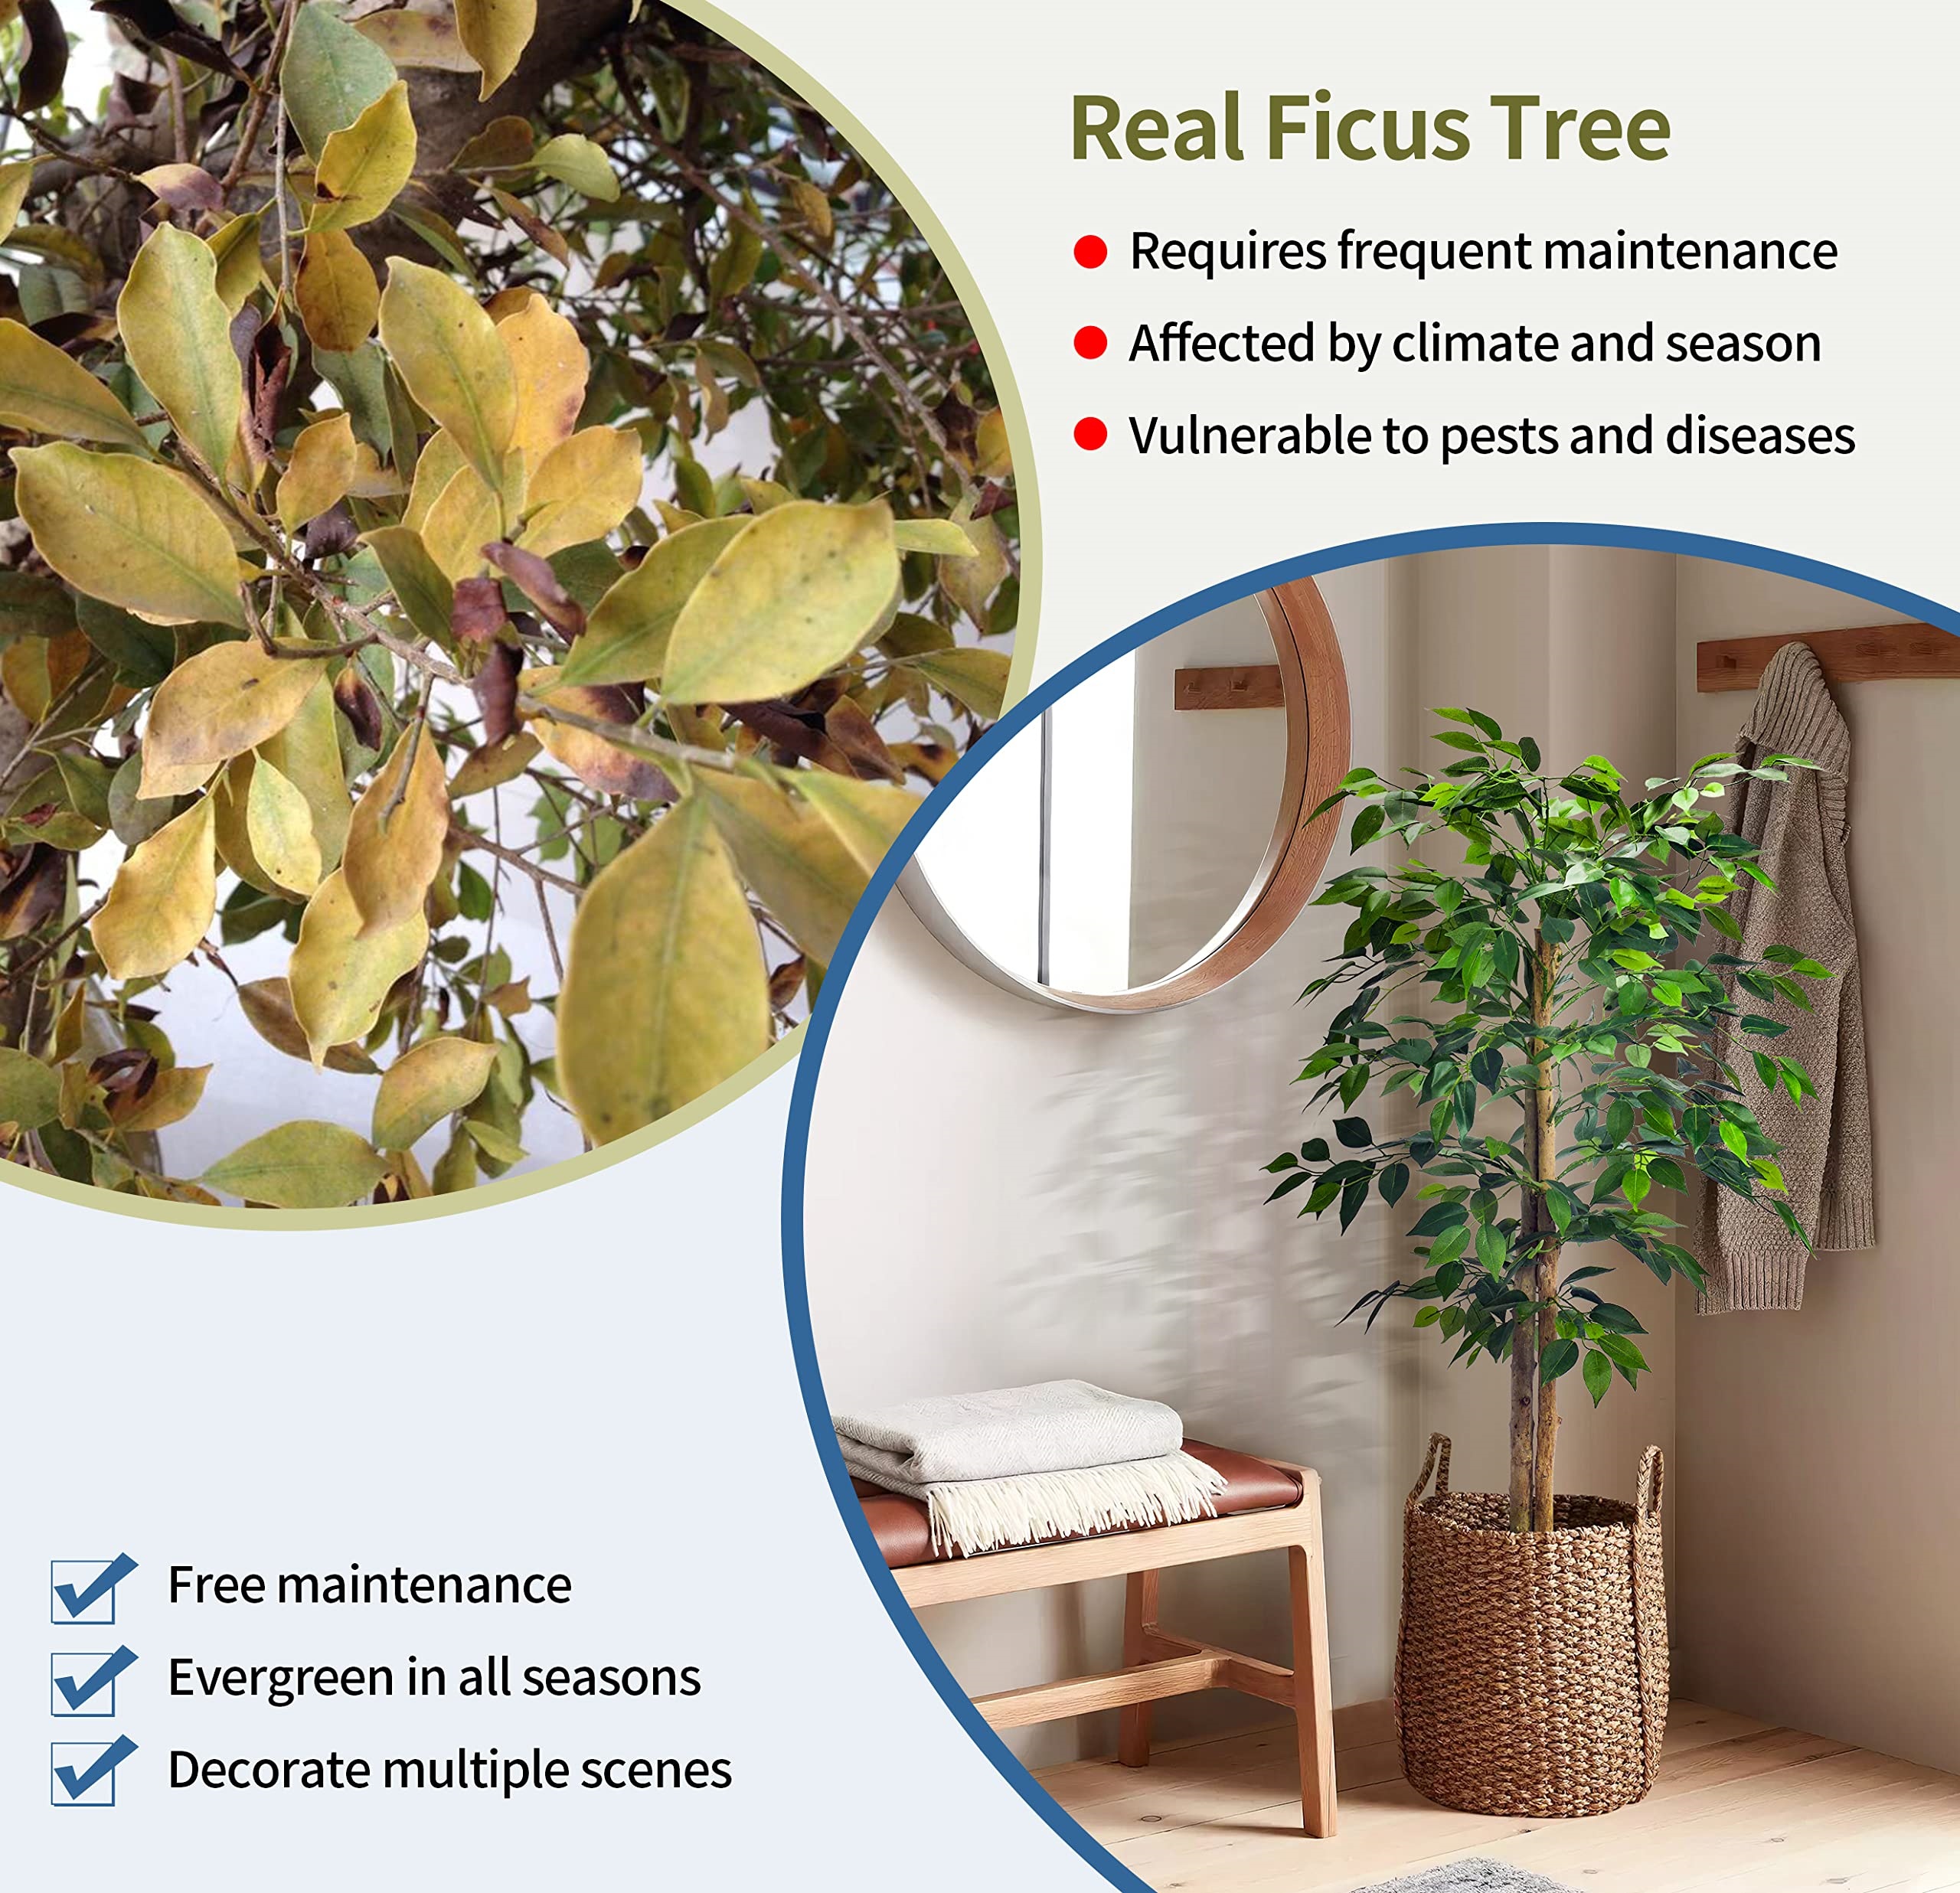 Real Ficus Tree
Requires frequent maintenance
Affected by climate and season
Vulnerable to pests and diseases
Free maintenance
Evergreen in all seasons
Decorate multiple scenes